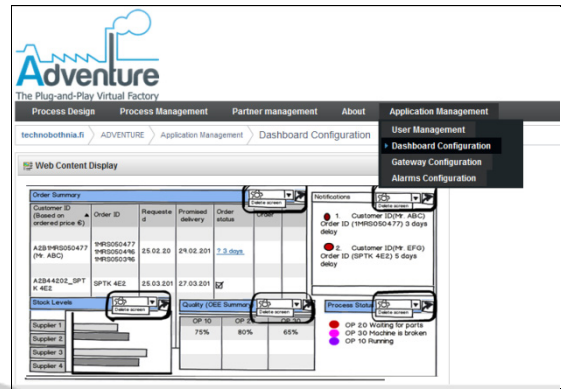 Adventure
The Plug-and-Play Virtual Factory
Process Design Process Management Partner management About Application Management
User Management
Dashboard Configuration
Gateway Configuration
Alarms Configuration
technobothnia.fi ADVENTURE Application Management Dashboard Configuration
Web Content Display
Order Summary
Delete screen
Customer ID (Based on ordered price €)
Order ID
Requested
Promised delivery
Order status
Order
A2B1MRS050477 (Mr. ABC)
1MRS050477
1MRS050496
25.02.20
29.02.201
? 3 days
A2B44202_SPTK 4E2
SPTK 4E2
25.03.201
27.03.201
Notifications
Delete screen
1. Customer ID(Mr. ABC)
Order ID (1MRS050477) 3 days
delay
2. Customer ID(Mr. EFG)
Order ID (SPTK 4E2) 5 days
delay
Stock Levels
Delete screen
Supplier 1
Supplier 2
Supplier 3
Supplier 4
Quality (OEE Summary)
Delete screen
OP 10
OP 30
75% 80% 65%
Process Status
Delete screen
OP 20 Waiting for parts
OP 30 Machine is broken
OP 10 Running